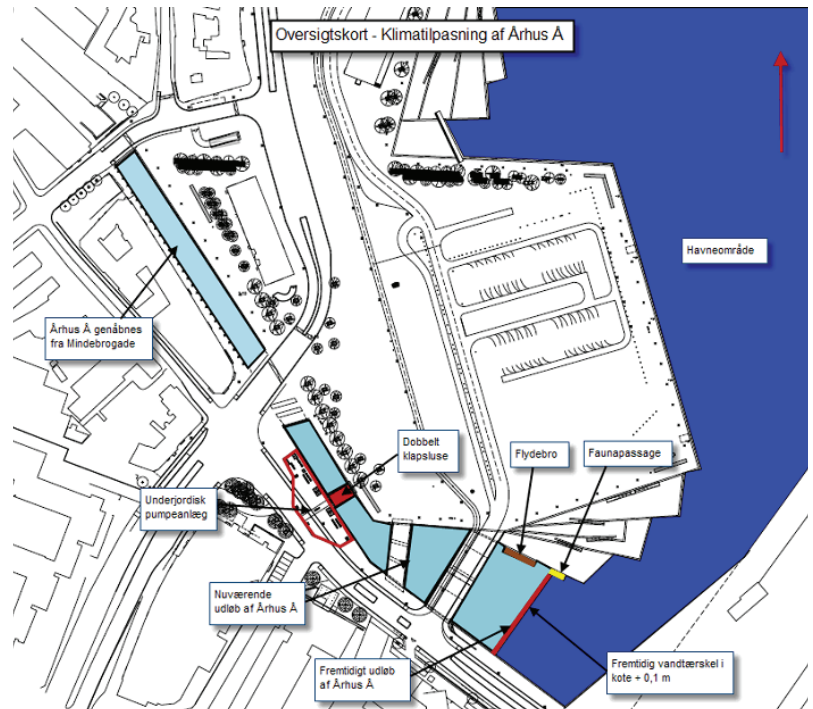 Oversigtskort - Klimatilpasning af Århus Å
Havneområde
Århus Å genåbnes
fra Mindebrogade
Dobbelt
klapsluse
Flydebro
Faunapassage
Underjordisk
pumpeanlæg
Nuværende
udløb af Århus Å
Fremtidigt udløb
af Århus Å
Fremtidig vandtærskel i
kote + 0,1 m